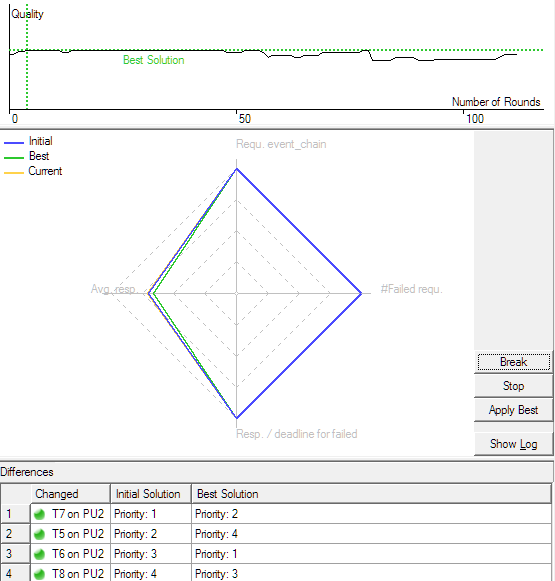 Quality
Best Solution
Number of Rounds
0
50
100
Initial
Best
Current
Requ. event_chain
Avg. resp.
#Failed requ.
Resp. / deadline for failed
Break
Stop
Apply Best
Show Log
Differences
Changed Initial Solution Best Solution
1 T7 on PU2 Priority: 1 Priority: 2
2 T5 on PU2 Priority: 2 Priority: 4
3 T6 on PU2 Priority: 3 Priority: 1
4 T8 on PU2 Priority: 4 Priority: 3